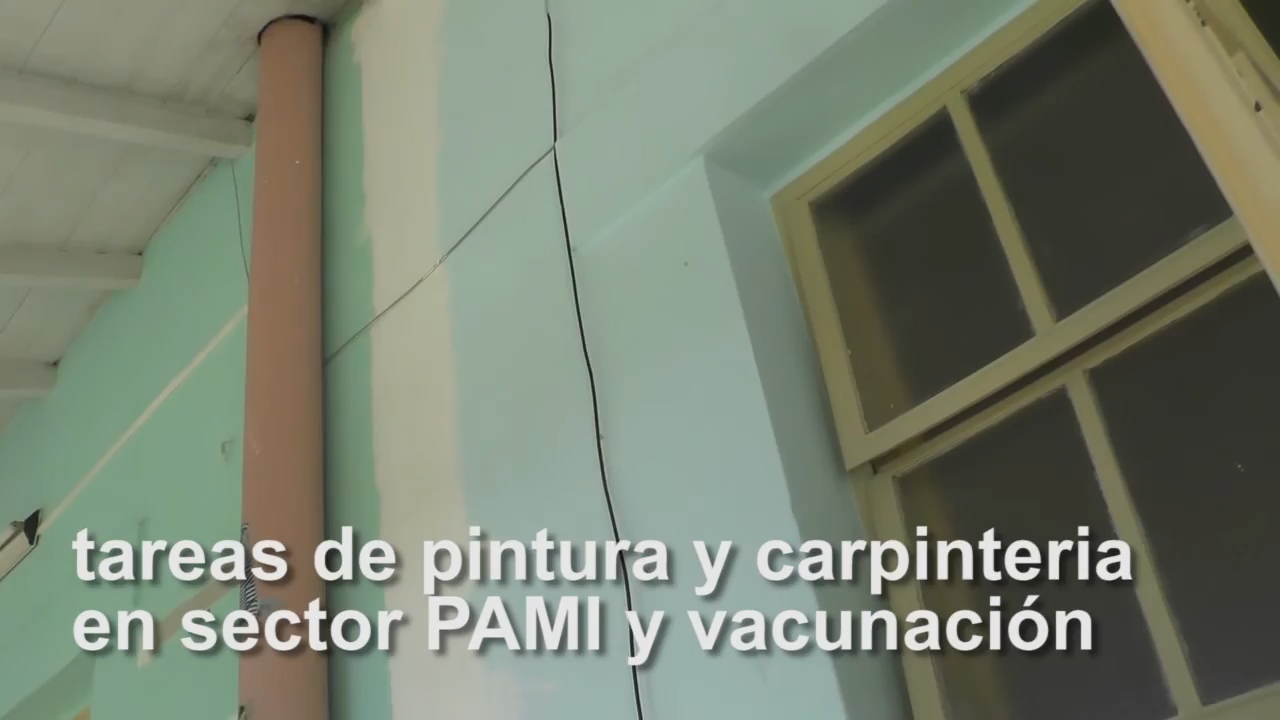 tareas de pintura y carpinteria
en sector PAMI y vacunación